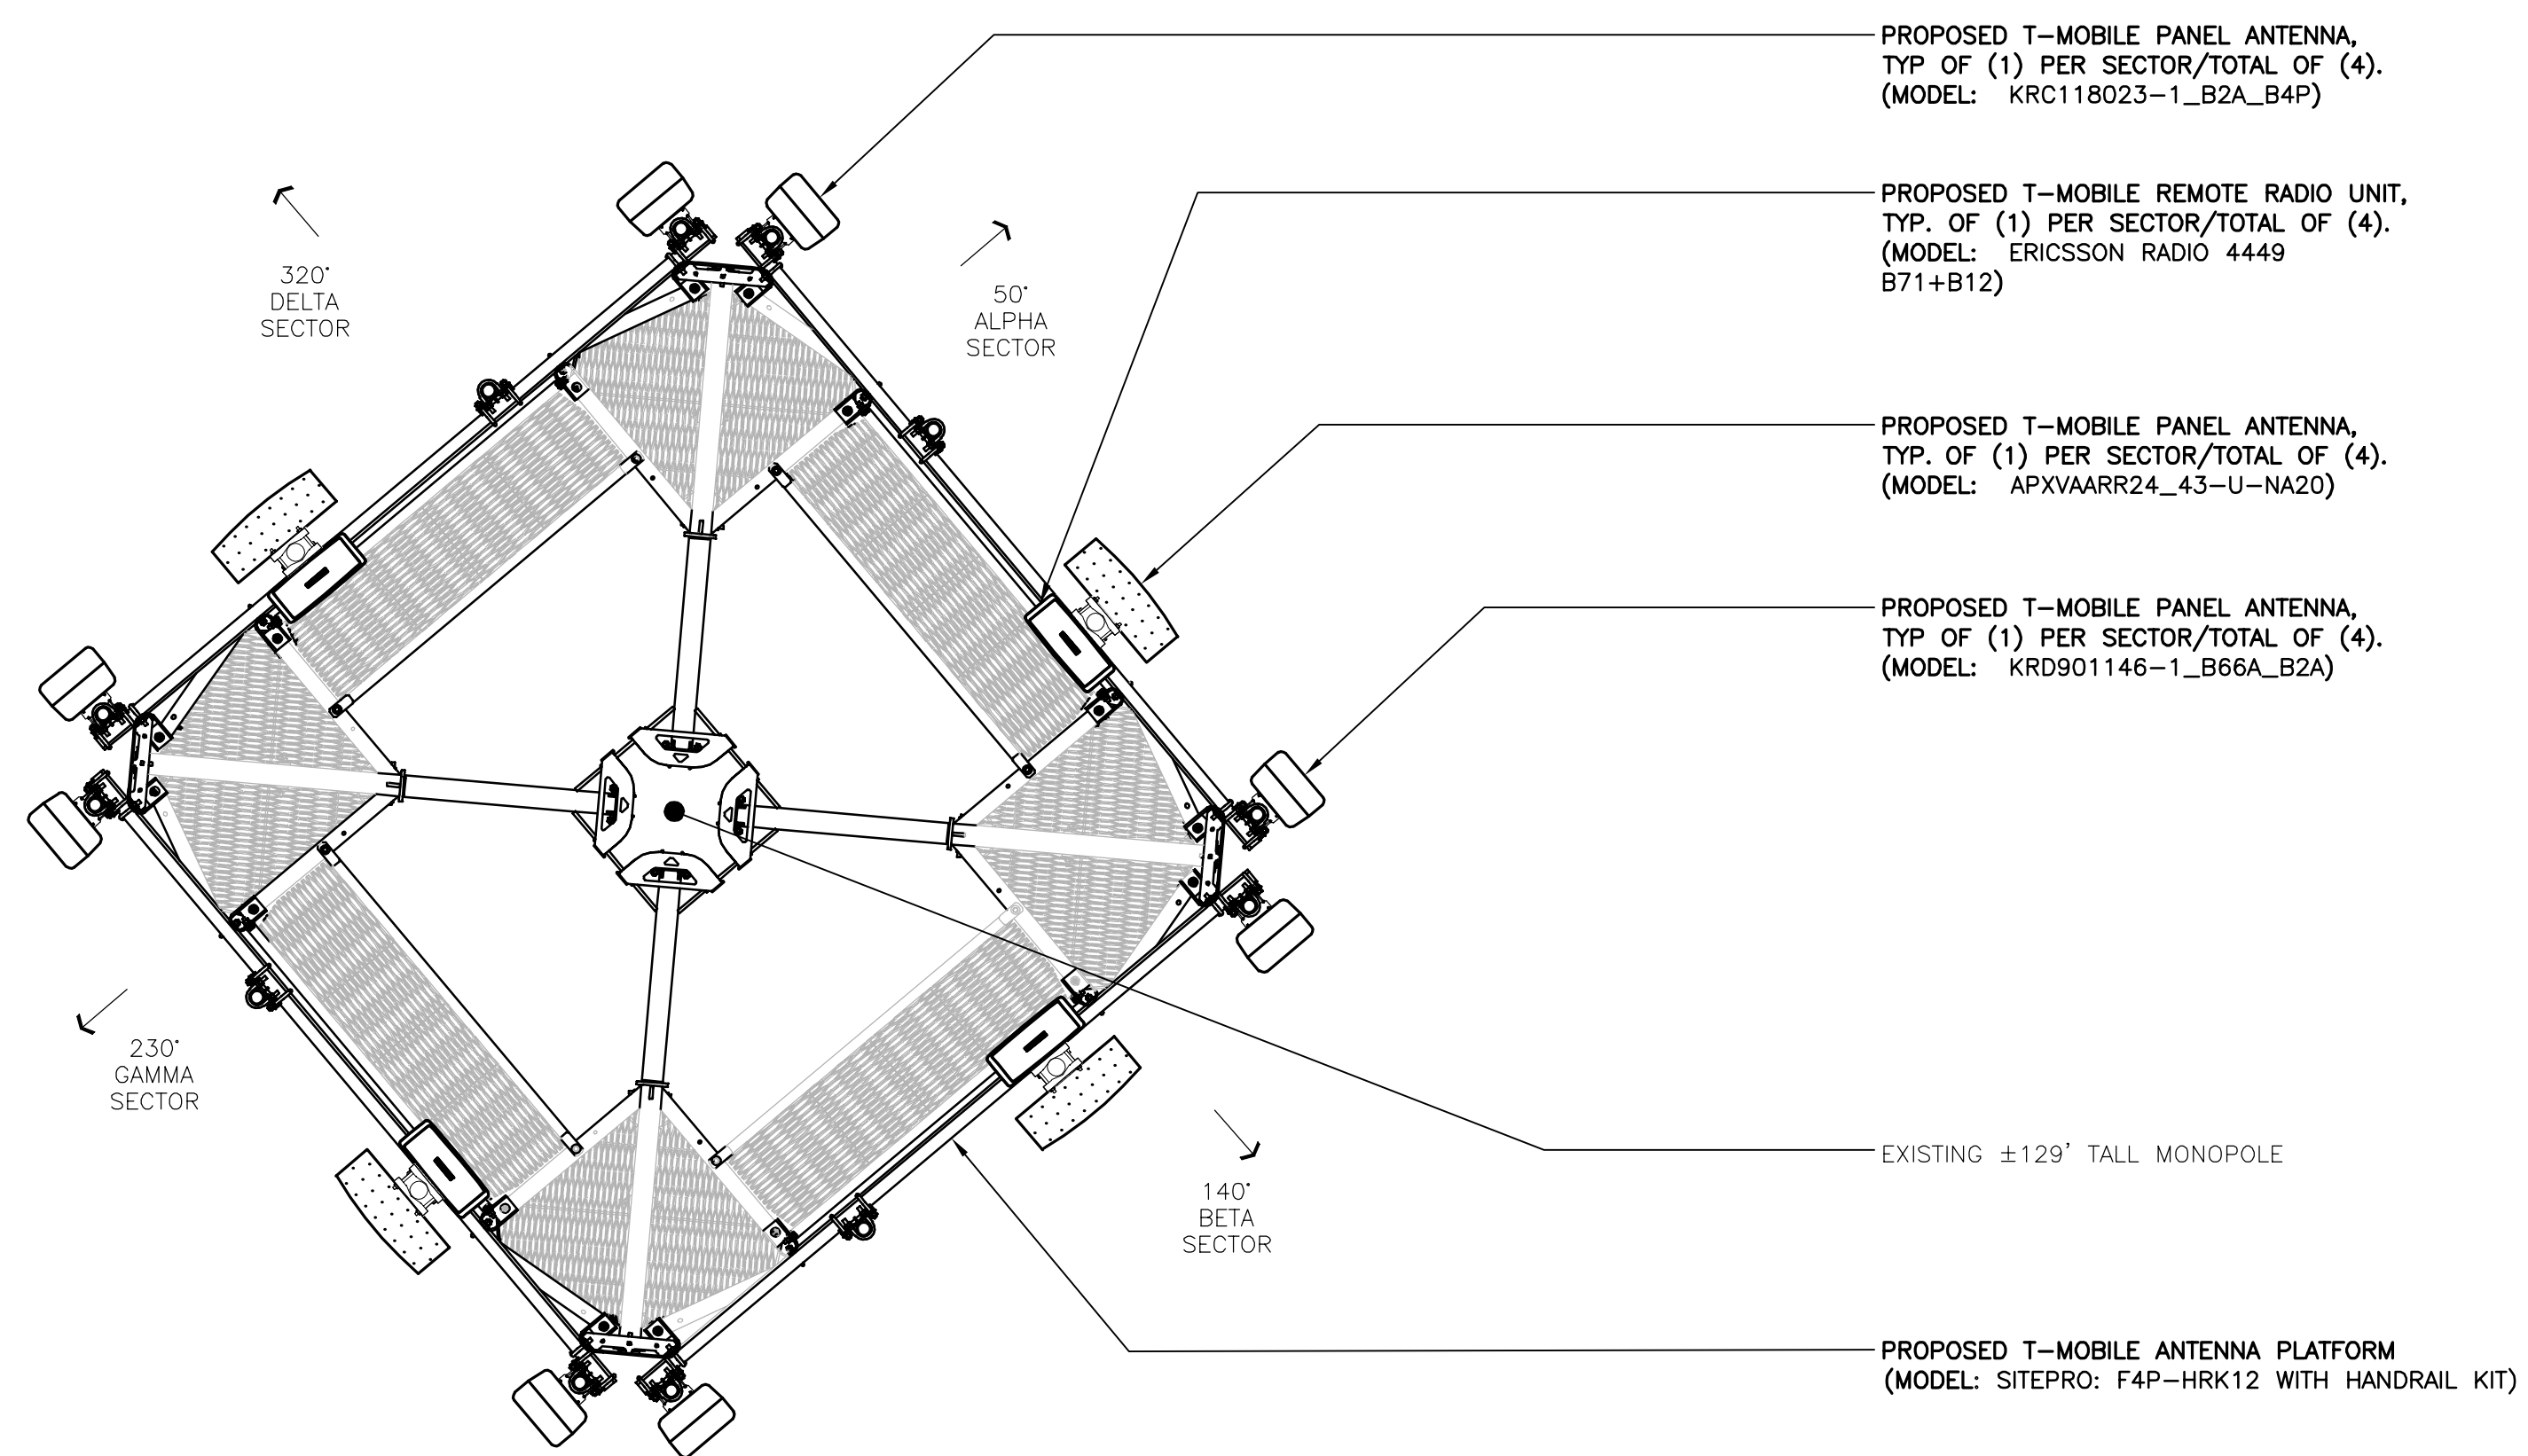 PROPOSED T-MOBILE PANEL ANTENNA,
TYP OF (1) PER SECTOR/TOTAL OF (4).
(MODEL: KRC118023-1_B2A_B4P)
PROPOSED T-MOBILE REMOTE RADIO UNIT,
TYP. OF (1) PER SECTOR/TOTAL OF (4).
(MODEL: ERICSSON RADIO 4449
B71+B12)
320°
DELTA
SECTOR
50°
ALPHA
SECTOR
PROPOSED T-MOBILE PANEL ANTENNA,
TYP. OF (1) PER SECTOR/TOTAL OF (4).
(MODEL: APXVAARR24_43-U-NA20)
PROPOSED T-MOBILE PANEL ANTENNA,
TYP OF (1) PER SECTOR/TOTAL OF (4).
(MODEL: KRD901146-1_B66A_B2A)
230°
GAMMA
SECTOR
EXISTING ±129' TALL MONOPOLE
140°
BETA
SECTOR
PROPOSED T-MOBILE ANTENNA PLATFORM
(MODEL: SITEPRO: F4P-HRK12 WITH HANDRAIL KIT)